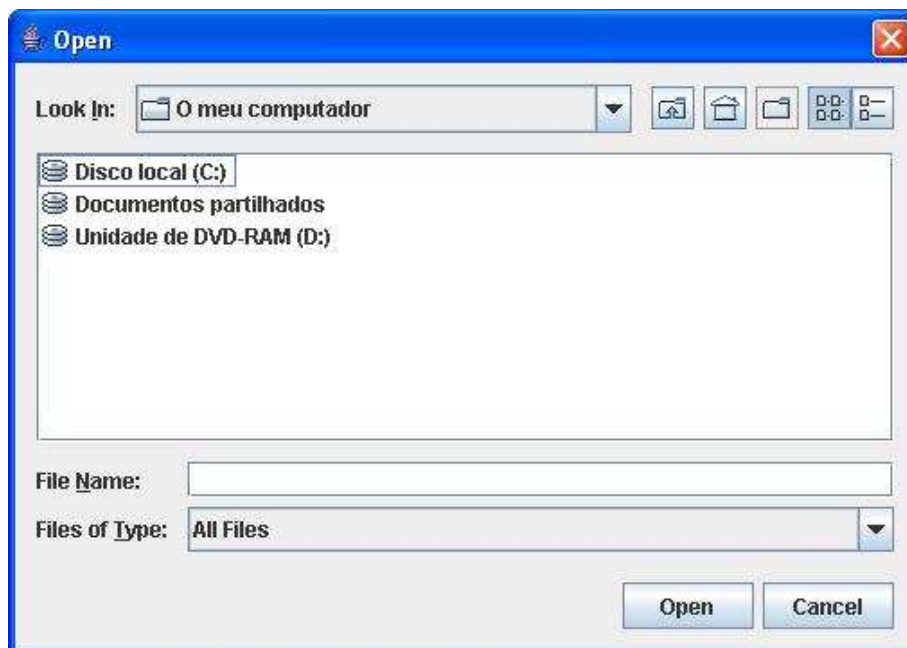 Open
Look In: O meu computador
Disco local (C:)
Documentos partilhados
Unidade de DVD-RAM (D:)
File Name:
Files of Type: All Files
Open Cancel